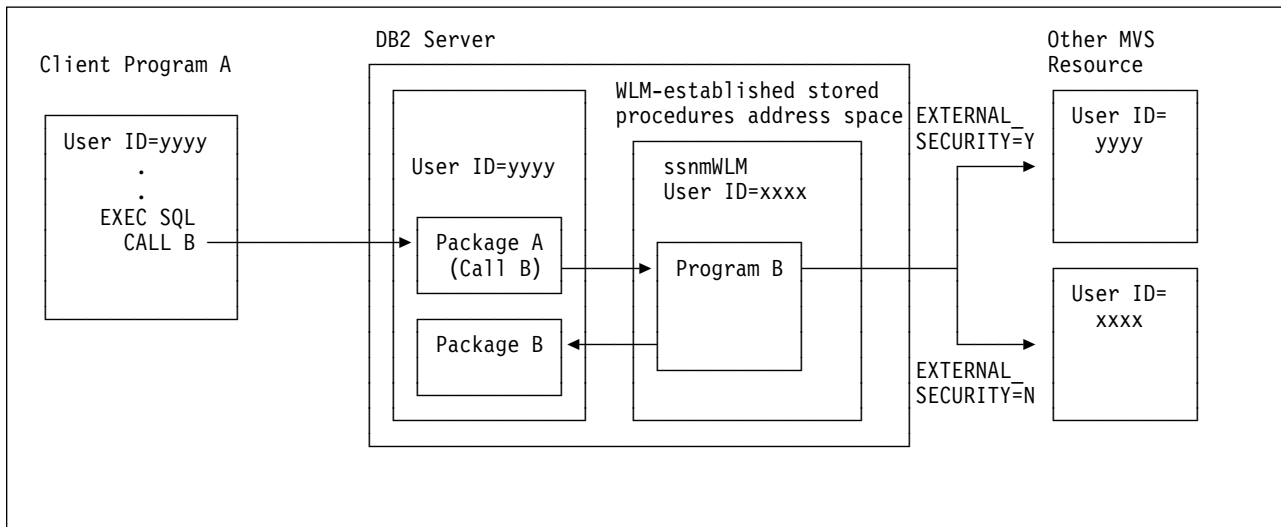 DB2 Server
Other MVS
Resource
Client Program A
WLM-established stored
procedures address space
User ID=yyyy
.
.
EXEC SQL
CALL B
User ID=yyyy
Package A
(Call B)
Package B
ssnmWLM
User ID=xxxx
Program B
EXTERNAL_
SECURITY=Y
User ID=
yyyy
EXTERNAL_
SECURITY=N
User ID=
xxxx